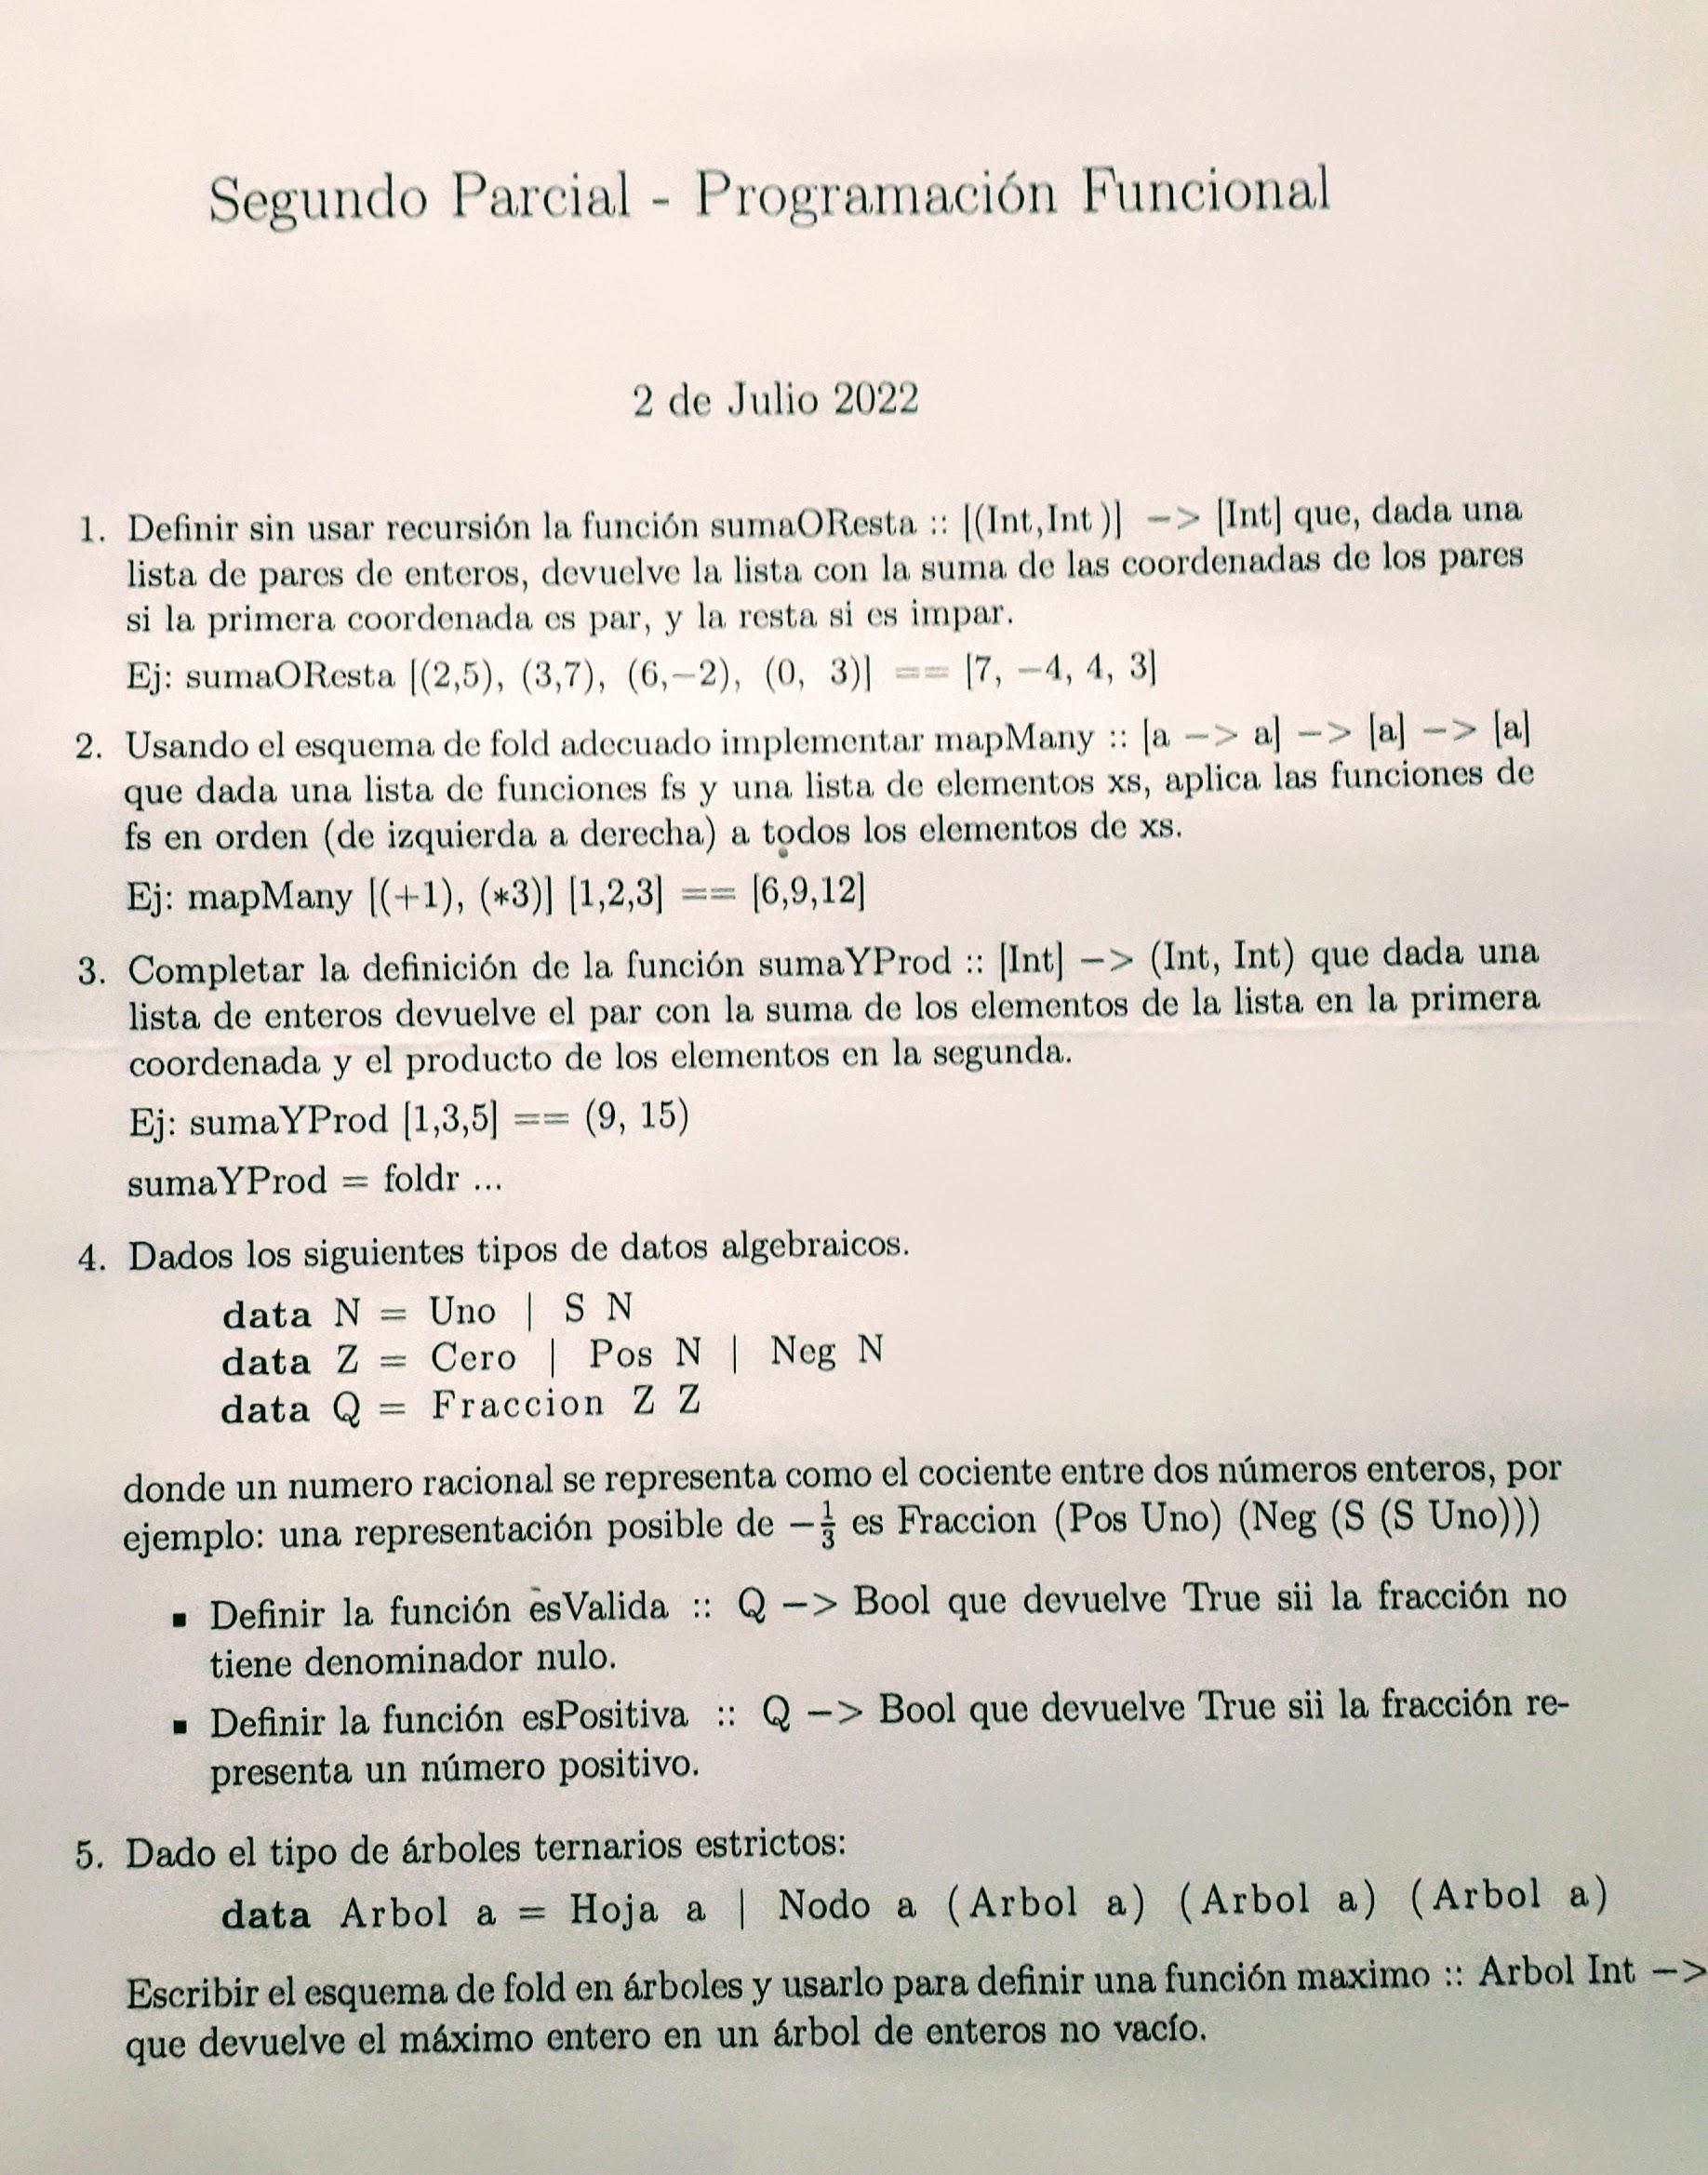 Segundo Parcial - Programación Funcional
2 de Julio 2022
1. Definir sin usar recursión la función sumaOResta :: [(Int,Int )] -> [Int] que, dada una
lista de pares de enteros, devuelve la lista con la suma de las coordenadas de los pares
si la primera coordenada es par, y la resta si es impar.
Ej: sumaOResta [(2,5), (3,7), (6,-2), (0, 3)] == [7, -4, 4, 3]
2. Usando el esquema de fold adecuado implementar mapMany :: [a -> a] -> [a] -> [a]
que dada una lista de funciones fs y una lista de elementos xs, aplica las funciones de
fs en orden (de izquierda a derecha) a todos los elementos de xs.
Ej: mapMany [(+1), (*3)] [1,2,3] == [6,9,12]
3. Completar la definición de la función sumaYProd :: [Int] -> (Int, Int) que dada una
lista de enteros devuelve el par con la suma de los elementos de la lista en la primera
coordenada y el producto de los elementos en la segunda.
Ej: sumaYProd [1,3,5] == (9, 15)
sumaYProd = foldr ...
4. Dados los siguientes tipos de datos algebraicos.
data N = Uno | S N
data Z = Cero | Pos N | Neg N
data Q = Fraccion Z Z
donde un numero racional se representa como el cociente entre dos números enteros, por
ejemplo: una representación posible de -1/3 es Fraccion (Pos Uno) (Neg (S (S Uno)))
▪ Definir la función esValida :: Q -> Bool que devuelve True sii la fracción no
tiene denominador nulo.
▪ Definir la función esPositiva :: Q -> Bool que devuelve True sii la fracción re-
presenta un número positivo.
5. Dado el tipo de árboles ternarios estrictos:
data Arbol a = Hoja a | Nodo a (Arbol a) (Arbol a) (Arbol a)
Escribir el esquema de fold en árboles y usarlo para definir una función maximo :: Arbol Int ->
que devuelve el máximo entero en un árbol de enteros no vacío.